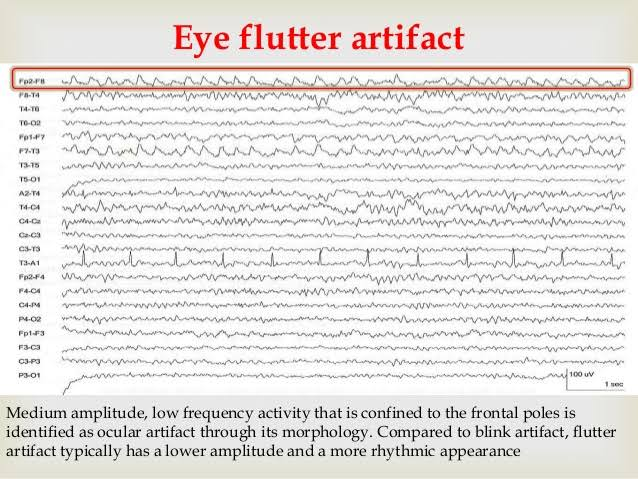 Eye flutter artifact
Fp2-F8
F8-T4
T4-T6
T6-O2
Fp1-F7
F7-T3
T3-T5
T5-O1
A2-T4
T4-C4
C4-Cz
Cz-C3
C3-T3
T3-A1
Fp2-F4
F4-C4
C4-P4
P4-O2
Fp1-F3
F3-C3
C3-P3
P3-O1
100 uV
1 sec
Medium amplitude, low frequency activity that is confined to the frontal poles is
identified as ocular artifact through its morphology. Compared to blink artifact, flutter
artifact typically has a lower amplitude and a more rhythmic appearance